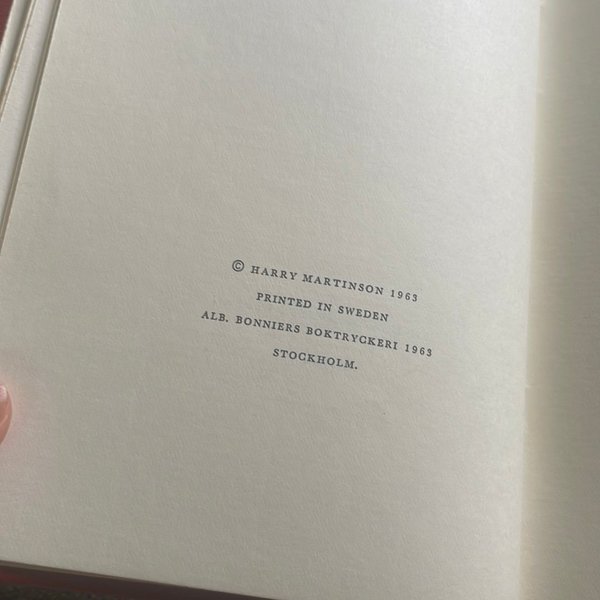 © HARRY MARTINSON 1963
PRINTED IN SWEDEN
ALB. BONNIERS BOKTRYCKERI 1963
STOCKHOLM.